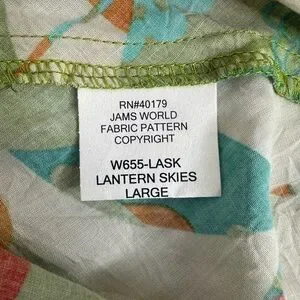 RN#40179
JAMS WORLD
FABRIC PATTERN
COPYRIGHT
W655-LASK
LANTERN SKIES
LARGE